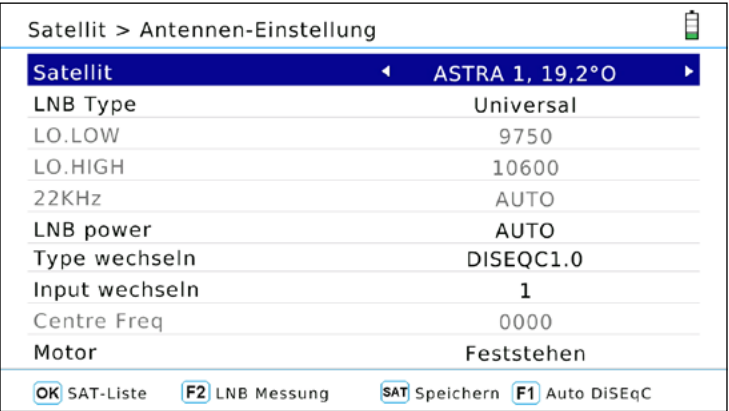 Satellit > Antennen-Einstellung
Satellit ASTRA 1, 19,2°O
LNB Type Universal
LO.LOW 9750
LO.HIGH 10600
22KHz AUTO
LNB power AUTO
Type wechseln DISEQC1.0
Input wechseln 1
Centre Freq 0000
Motor Feststehen
OK SAT-Liste F2 LNB Messung SAT Speichern F1 Auto DiSEqC